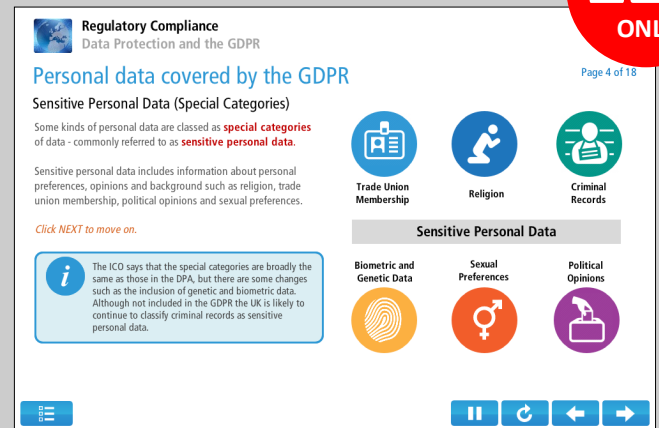 Regulatory Compliance
Data Protection and the GDPR
Personal data covered by the GDPR
Page 4 of 18
Sensitive Personal Data (Special Categories)
Some kinds of personal data are classed as special categories
of data - commonly referred to as sensitive personal data.
Sensitive personal data includes information about personal
preferences, opinions and background such as religion, trade
union membership, political opinions and sexual preferences.
Click NEXT to move on.
i
The ICO says that the special categories are broadly the
same as those in the DPA, but there are some changes
such as the inclusion of genetic and biometric data.
Although not included in the GDPR the UK is likely to
continue to classify criminal records as sensitive
personal data.
Trade Union
Membership
Religion
Criminal
Records
Sensitive Personal Data
Biometric and
Genetic Data
Sexual
Preferences
Political
Opinions